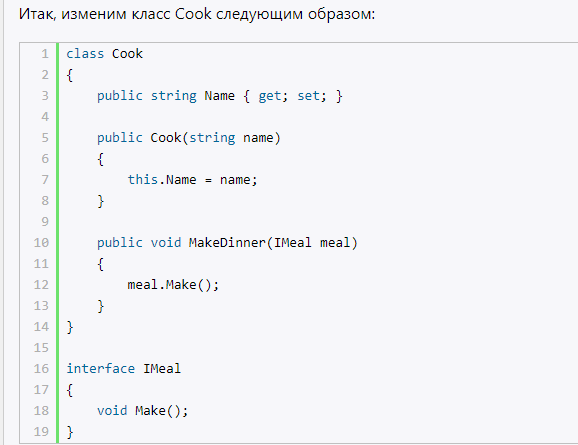 Итак, изменим класс Cook следующим образом:
1 class Cook
2 {
3     public string Name { get; set; }
4
5     public Cook(string name)
6     {
7         this.Name = name;
8     }
9
10     public void MakeDinner(IMeal meal)
11     {
12         meal.Make();
13     }
14 }
15
16 interface IMeal
17 {
18     void Make();
19 }